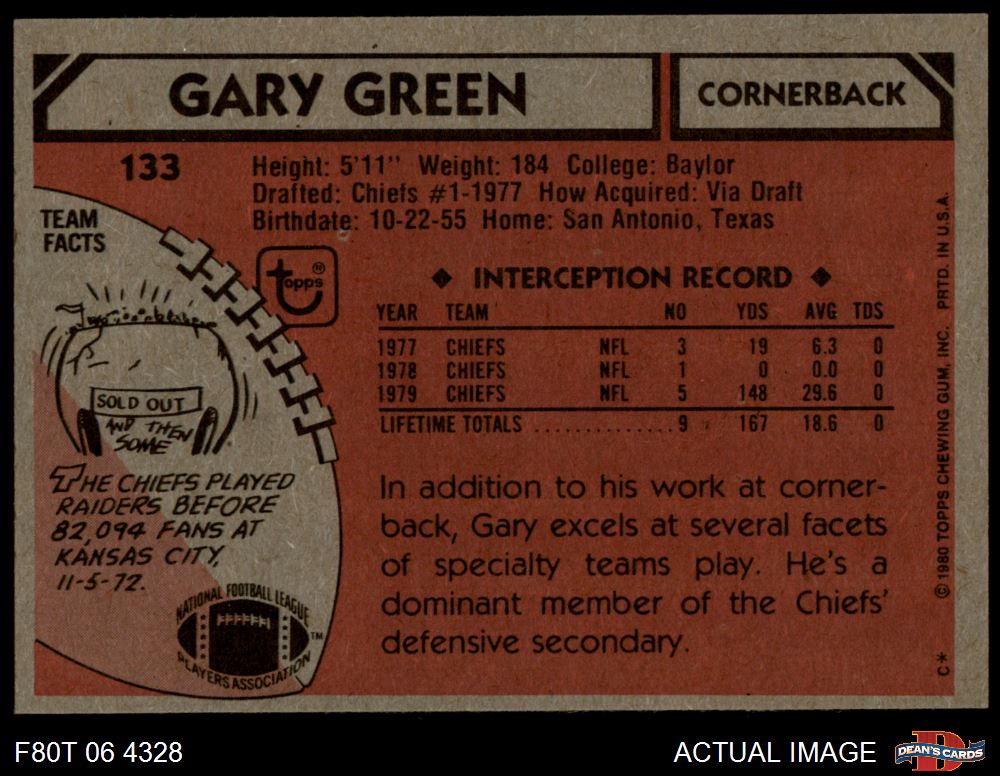 GARY GREEN
CORNERBACK
133
Height: 5'11" Weight: 184 College: Baylor
Drafted: Chiefs #1-1977 How Acquired: Via Draft
Birthdate: 10-22-55 Home: San Antonio, Texas
TEAM
FACTS
topps®
SOLD OUT
AND THEN
SOME
THE CHIEFS PLAYED
RAIDERS BEFORE
82,094 FANS AT
KANSAS CITY,
11-5-72.
NATIONAL FOOTBALL LEAGUE
PLAYERS ASSOCIATION
TM
◆ INTERCEPTION RECORD ◆
YEAR TEAM NO YDS AVG TDS
1977 CHIEFS NFL 3 19 6.3 0
1978 CHIEFS NFL 1 0 0.0 0
1979 CHIEFS NFL 5 148 29.6 0
LIFETIME TOTALS ..............9 167 18.6 0
In addition to his work at corner-
back, Gary excels at several facets
of specialty teams play. He's a
dominant member of the Chiefs'
defensive secondary.
C* © 1980 TOPPS CHEWING GUM, INC. PRTD. IN U.S.A.
F80T 06 4328
ACTUAL IMAGE
D
DEAN'S CARDS